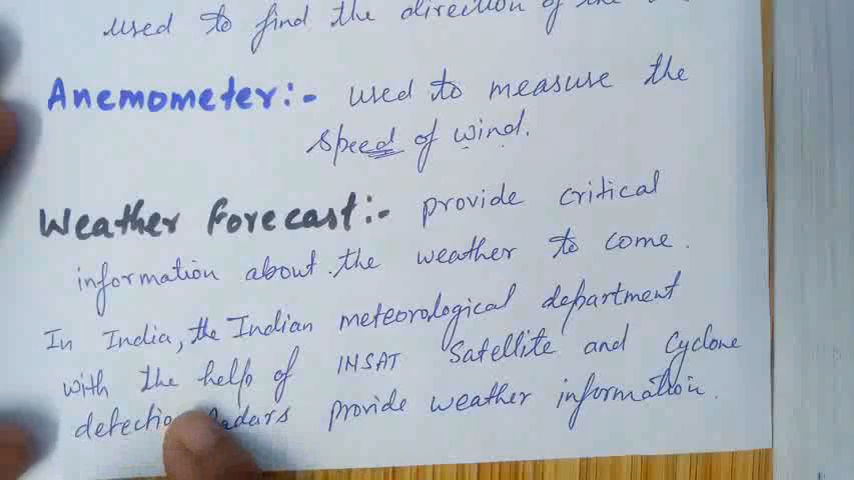 used to find the direction of the
Anemometer:- used to measure the
speed of wind.
Weather Forecast:- provide critical
information about the weather to come.
In India, the Indian meteorological department
with the help of INSAT Satellite and Cyclone
provide weather information.